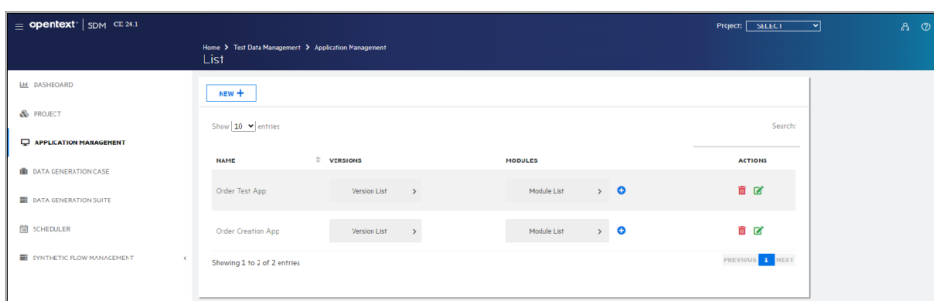 opentext™ | SDM CE 24.1
Project: SELECT
Home > Test Data Management > Application Management
List
DASHBOARD
PROJECT
APPLICATION MANAGEMENT
DATA GENERATION CASE
DATA GENERATION SUITE
SCHEDULER
SYNTHETIC FLOW MANAGEMENT
NEW +
Show 10 entries
Search:
NAME VERSIONS MODULES ACTIONS
Order Test App Version List > Module List >
Order Creation App Version List > Module List >
Showing 1 to 2 of 2 entries
PREVIOUS 1 NEXT